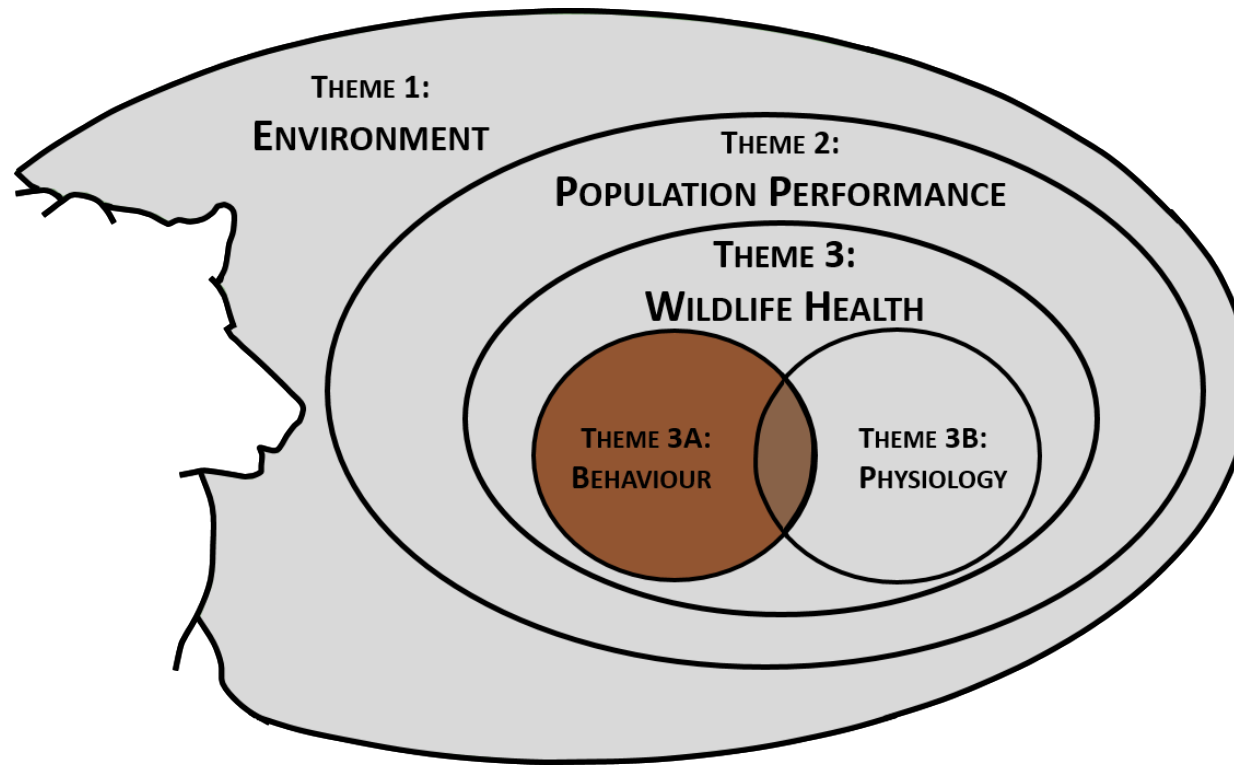 Theme 1:
Environment
Theme 2:
Population Performance
Theme 3:
Wildlife Health
Theme 3A:
Behaviour
Theme 3B:
Physiology